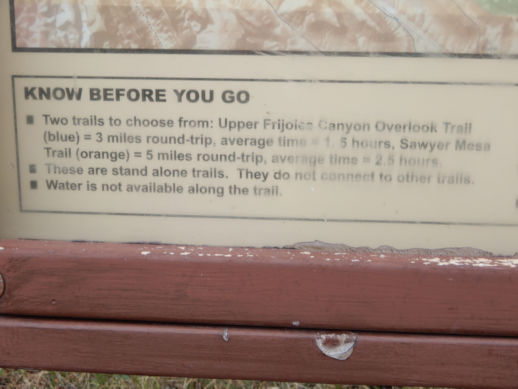 KNOW BEFORE YOU GO
■ Two trails to choose from: Upper Frijoles Canyon Overlook Trail
(blue) = 3 miles round-trip, average time = 1. 5 hours, Sawyer Mesa
Trail (orange) = 5 miles round-trip, average time = 2.5 hours.
■ These are stand alone trails. They do not connect to other trails.
■ Water is not available along the trail.